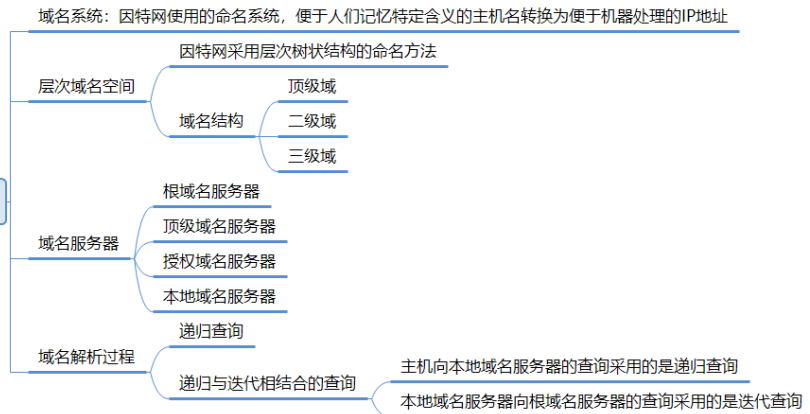 域名系统：因特网使用的命名系统，便于人们记忆特定含义的主机名转换为便于机器处理的IP地址
层次域名空间
因特网采用层次树状结构的命名方法
域名结构
顶级域
二级域
三级域
域名服务器
根域名服务器
顶级域名服务器
授权域名服务器
本地域名服务器
域名解析过程
递归查询
递归与迭代相结合的查询
主机向本地域名服务器的查询采用的是递归查询
本地域名服务器向根域名服务器的查询采用的是迭代查询